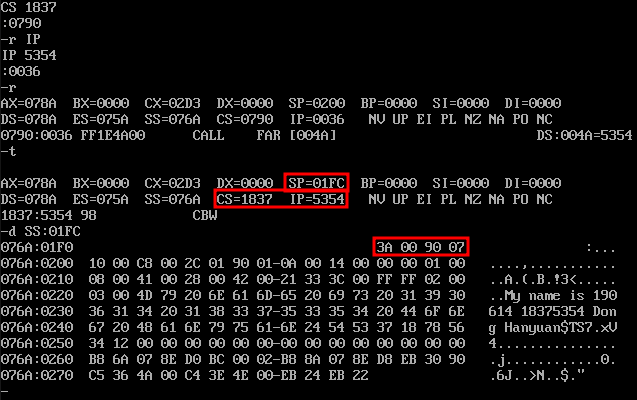 CS 1837
:0790
-r IP
IP 5354
:0036
-r
AX=078A  BX=0000  CX=02D3  DX=0000  SP=0200  BP=0000  SI=0000  DI=0000
DS=078A  ES=075A  SS=076A  CS=0790  IP=0036   NV UP EI PL NZ NA PO NC
0790:0036 FF1E4A00      CALL    FAR [004A]                         DS:004A=5354
-t

AX=078A  BX=0000  CX=02D3  DX=0000  SP=01FC  BP=0000  SI=0000  DI=0000
DS=078A  ES=075A  SS=076A  CS=1837  IP=5354   NV UP EI PL NZ NA PO NC
1837:5354 98            CBW
-d SS:01FC
076A:01F0                                      3A 00 90 07               :...
076A:0200  10 00 C8 00 2C 01 90 01-0A 00 14 00 00 00 01 00   ....,...........
076A:0210  08 00 41 00 28 00 42 00-21 33 3C 00 FF FF 02 00   ..A.(.B.!3<.....
076A:0220  03 00 4D 79 20 6E 61 6D-65 20 69 73 20 31 39 30   ..My name is 190
076A:0230  36 31 34 20 31 38 33 37-35 33 35 34 20 44 6F 6E   614 18375354 Don
076A:0240  67 20 48 61 6E 79 75 61-6E 24 54 53 37 18 78 56   g Hanyuan$TS7.xV
076A:0250  34 12 00 00 00 00 00 00-00 00 00 00 00 00 00 00   4...............
076A:0260  B8 6A 07 8E D0 BC 00 02-B8 8A 07 8E D8 EB 30 90   .j............0.
076A:0270  C5 36 4A 00 C4 3E 4E 00-EB 24 EB 22               .6J..>N..$."
-